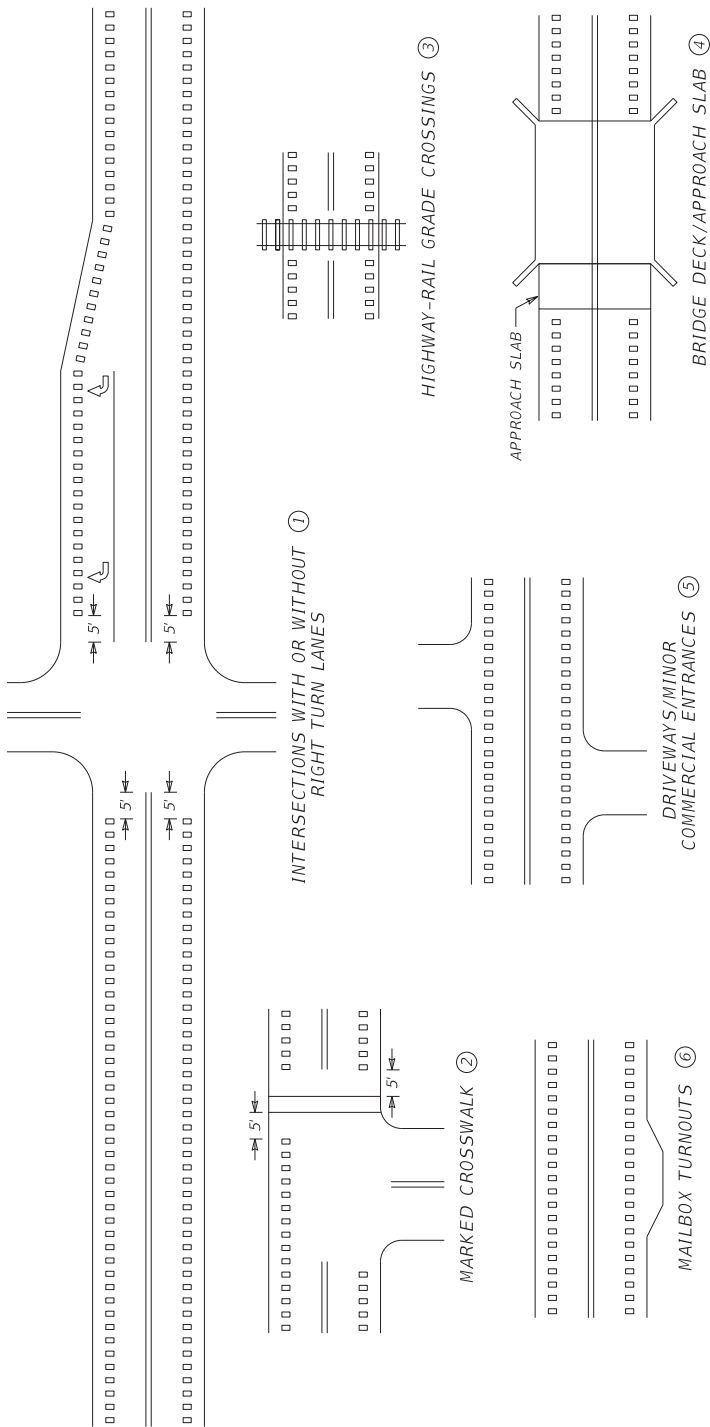 5'
5'
5'
5'
INTERSECTIONS WITH OR WITHOUT
RIGHT TURN LANES
1
5'
5'
MARKED CROSSWALK 2
HIGHWAY-RAIL GRADE CROSSINGS 3
APPROACH SLAB
BRIDGE DECK/APPROACH SLAB 4
DRIVEWAYS/MINOR
COMMERCIAL ENTRANCES 5
MAILBOX TURNOUTS 6